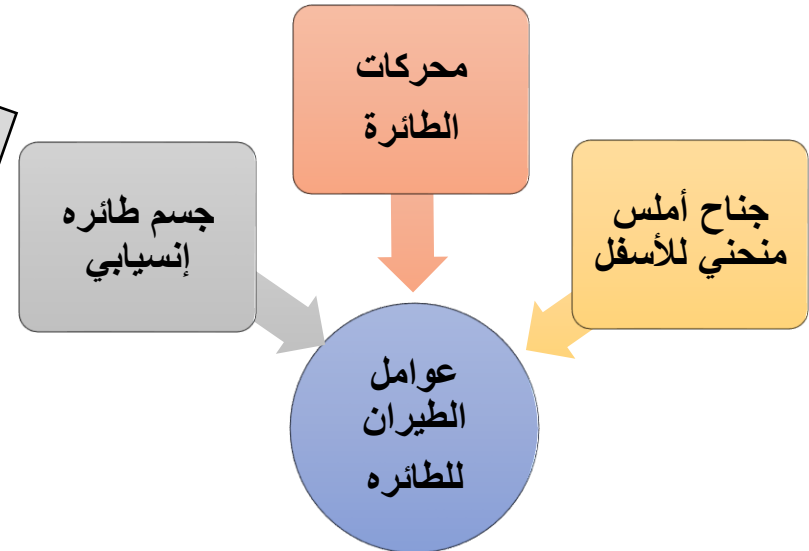 محركات
الطائرة
جناح أملس
منحني للأسفل
جسم طائره
إنسيابي
عوامل
الطيران
للطائره